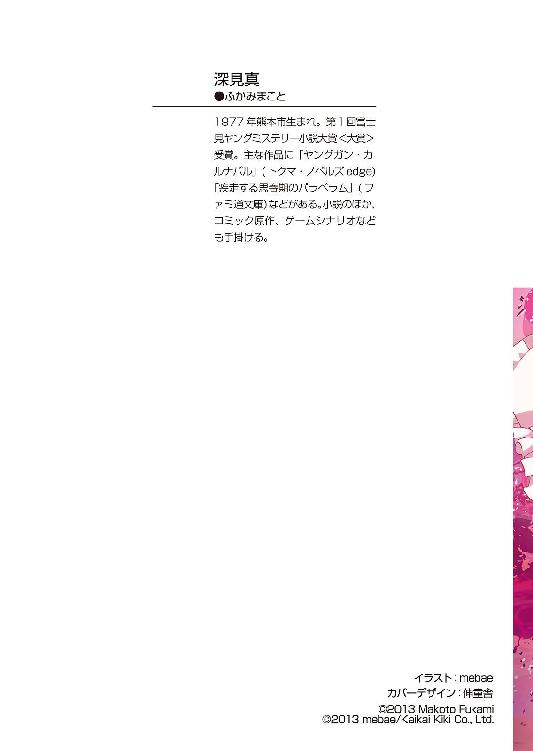 深見真
●ふかみまこと
1977年熊本市生まれ。第1回富士
見ヤングミステリー小説大賞<大賞>
受賞。主な作品に「ヤングガン・カ
ルナバル」(トクマ・ノベルズedge)
「疾走する思春期のパラベラム」(フ
ァミ通文庫)などがある。小説のほか、
コミック原作、ゲームシナリオなど
も手掛ける。
イラスト:mebae
カバーデザイン:伸童舎
©2013 Makoto Fukami
©2013 mebae/Kaikai Kiki Co., Ltd.